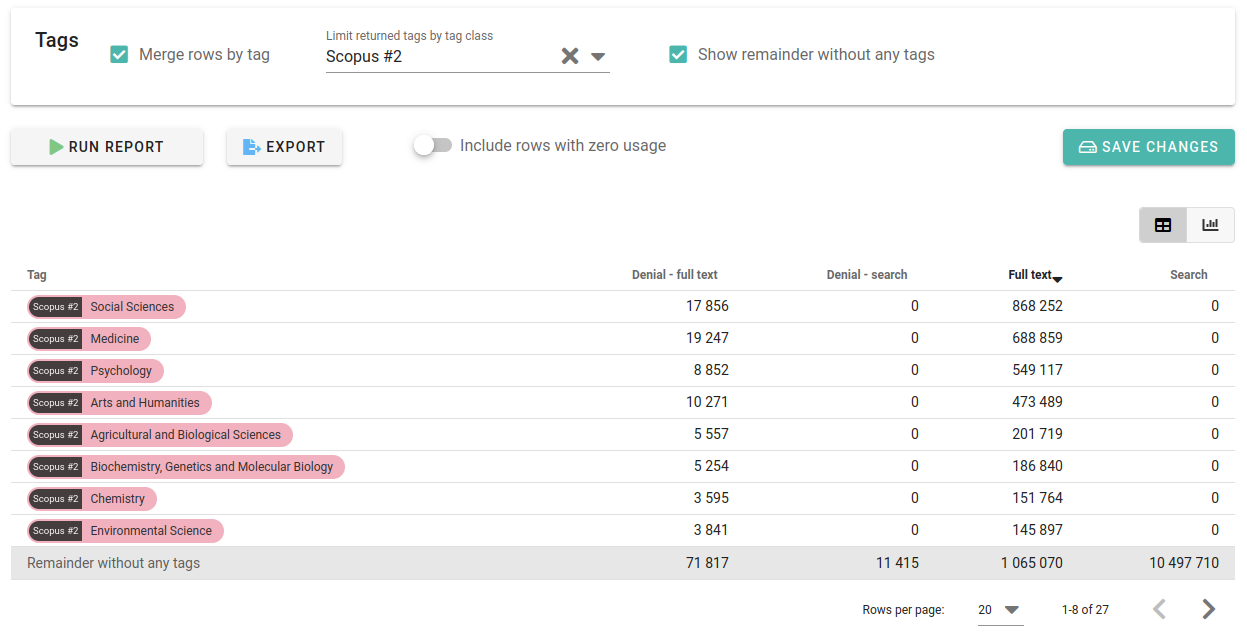 Tags
Merge rows by tag
Limit returned tags by tag class
Scopus #2
Show remainder without any tags
RUN REPORT
EXPORT
Include rows with zero usage
SAVE CHANGES
Tag Denial - full text Denial - search Full text Search
Scopus #2 Social Sciences 17 856 0 868 252 0
Scopus #2 Medicine 19 247 0 688 859 0
Scopus #2 Psychology 8 852 0 549 117 0
Scopus #2 Arts and Humanities 10 271 0 473 489 0
Scopus #2 Agricultural and Biological Sciences 5 557 0 201 719 0
Scopus #2 Biochemistry, Genetics and Molecular Biology 5 254 0 186 840 0
Scopus #2 Chemistry 3 595 0 151 764 0
Scopus #2 Environmental Science 3 841 0 145 897 0
Remainder without any tags 71 817 11 415 1 065 070 10 497 710
Rows per page: 20 1-8 of 27